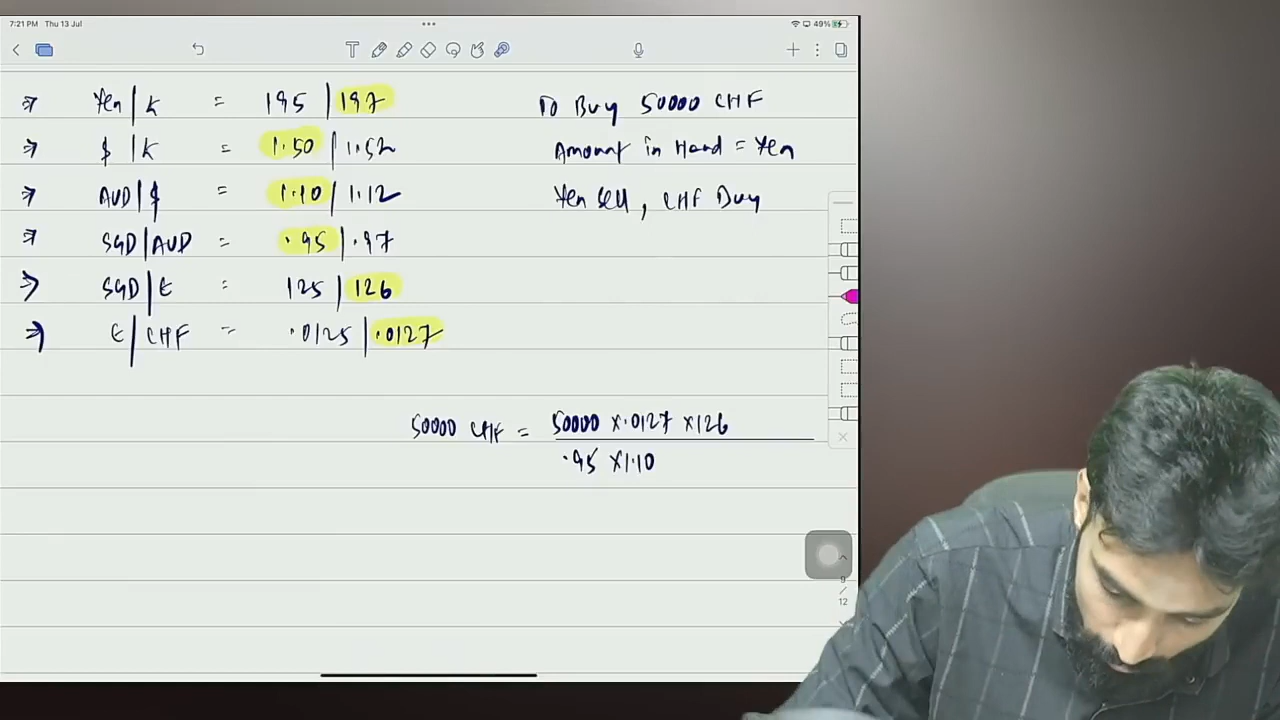 7:21 PM Thu 13 Jul
49%
⇒ Yen | K = 195 | 197
To Buy 50000 CHF
⇒ $ | K = 1.50 | 1.52
Amount in Hand = Yen
⇒ AUD | $ = 1.10 | 1.12
Yen sell, CHF Buy
⇒ SGD | AUD = .95 | .97
⇒ SGD | € = 125 | 126
⇒ € | CHF = .0125 | .0127
50000 CHF = 50000 × .0127 × 126
.95 × 1.10
9
/
12